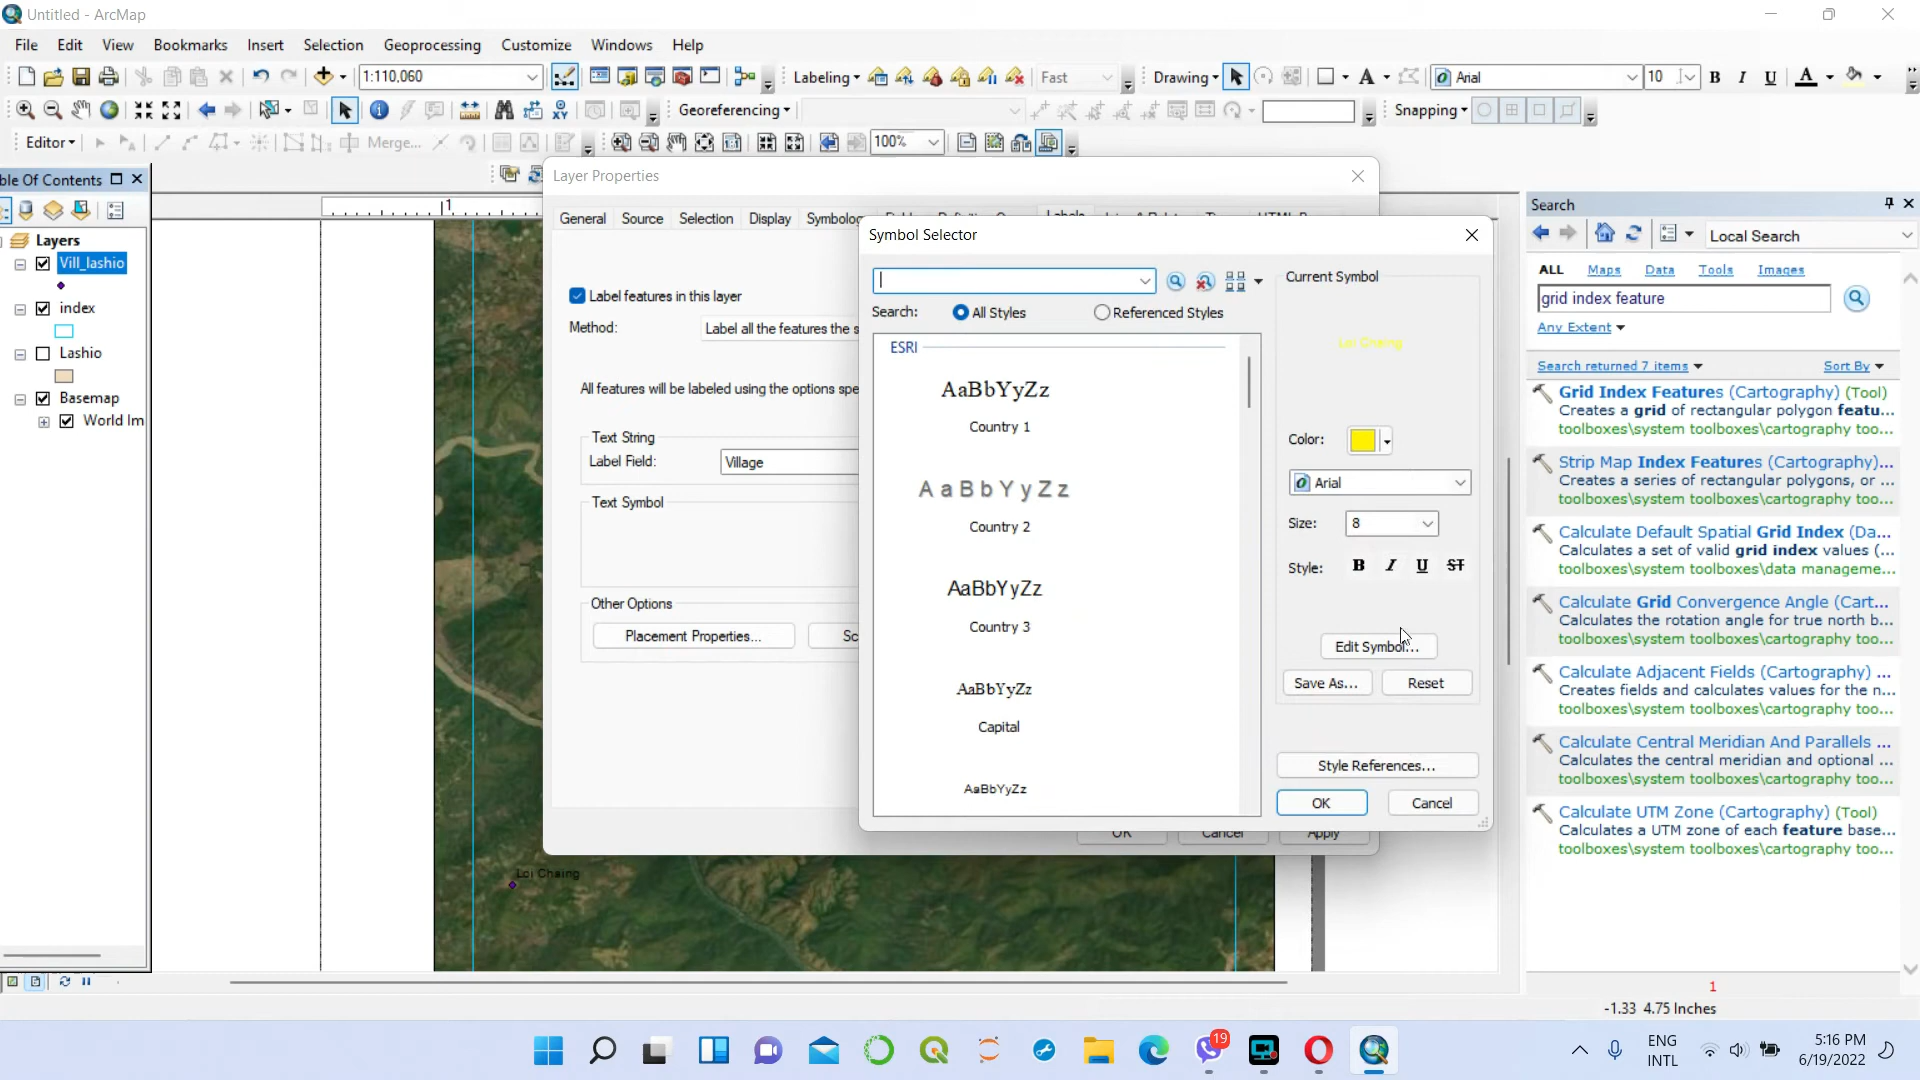 Untitled - ArcMap
File Edit View Bookmarks Insert Selection Geoprocessing Customize Windows Help
1:110,060 Labeling Fast Drawing Arial 10 B I U A
Georeferencing Snapping
Editor Merge... 100%
ble Of Contents
Layers
Vill_lashio
index
Lashio
Basemap
World Im
1
Layer Properties
General Source Selection Display
Label features in this layer
Method: Label all the features the s
All features will be labeled using the options spe
Text String
Label Field: Village
Text Symbol
Other Options
Placement Properties... Sc
OK Cancel Apply
Loi Chaing
Symbol Selector
Search: All Styles Referenced Styles
ESRI
AaBbYyZz
Country 1
AaBbYyZz
Country 2
AaBbYyZz
Country 3
AaBbYyZz
Capital
AaBbYyZz
Current Symbol
Loi Chaing
Color:
Arial
Size: 8
Style: B I U ST
Edit Symbol...
Save As... Reset
Style References...
OK Cancel
Search
Local Search
ALL Maps Data Tools Images
grid index feature
Any Extent
Search returned 7 items Sort By
Grid Index Features (Cartography) (Tool)
Creates a grid of rectangular polygon featu...
toolboxes\system toolboxes\cartography too...
Strip Map Index Features (Cartography)...
Creates a series of rectangular polygons, or ...
toolboxes\system toolboxes\cartography too...
Calculate Default Spatial Grid Index (Da...
Calculates a set of valid grid index values (...
toolboxes\system toolboxes\data manageme...
Calculate Grid Convergence Angle (Cart...
Calculates the rotation angle for true north b...
toolboxes\system toolboxes\cartography too...
Calculate Adjacent Fields (Cartography) ...
Creates fields and calculates values for the n...
toolboxes\system toolboxes\cartography too...
Calculate Central Meridian And Parallels ...
Calculates the central meridian and optional ...
toolboxes\system toolboxes\cartography too...
Calculate UTM Zone (Cartography) (Tool)
Calculates a UTM zone of each feature base...
toolboxes\system toolboxes\cartography too...
1
-1.33 4.75 Inches
19
ENG
INTL
5:16 PM
6/19/2022